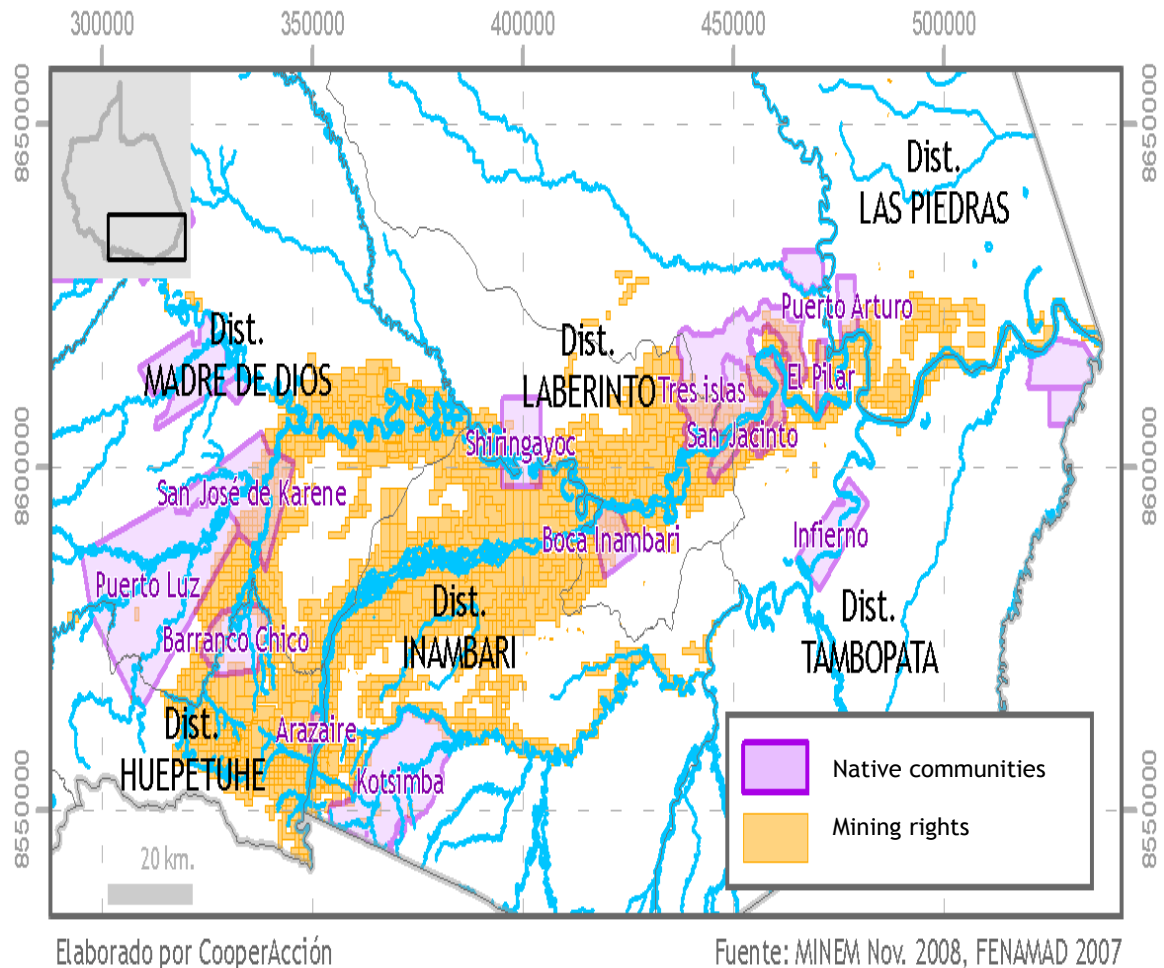 300000 350000 400000 450000 500000
8650000 8650000
Dist.
LAS PIEDRAS
Puerto Arturo
Dist.
MADRE DE DIOS
Dist.
LABERINTO
El Pilar
Tres islas
San Jacinto
Shiringayoc
8600000 8600000
San José de Karene
Boca Inambari
Infierno
Puerto Luz
Dist.
INAMBARI
Dist.
TAMBOPATA
Barranco Chico
Dist.
HUEPETUHE
Arazaire
Kotsimba
Native communities
Mining rights
8550000 8550000
20 km.
Elaborado por CooperAcción Fuente: MINEM Nov. 2008, FENAMAD 2007